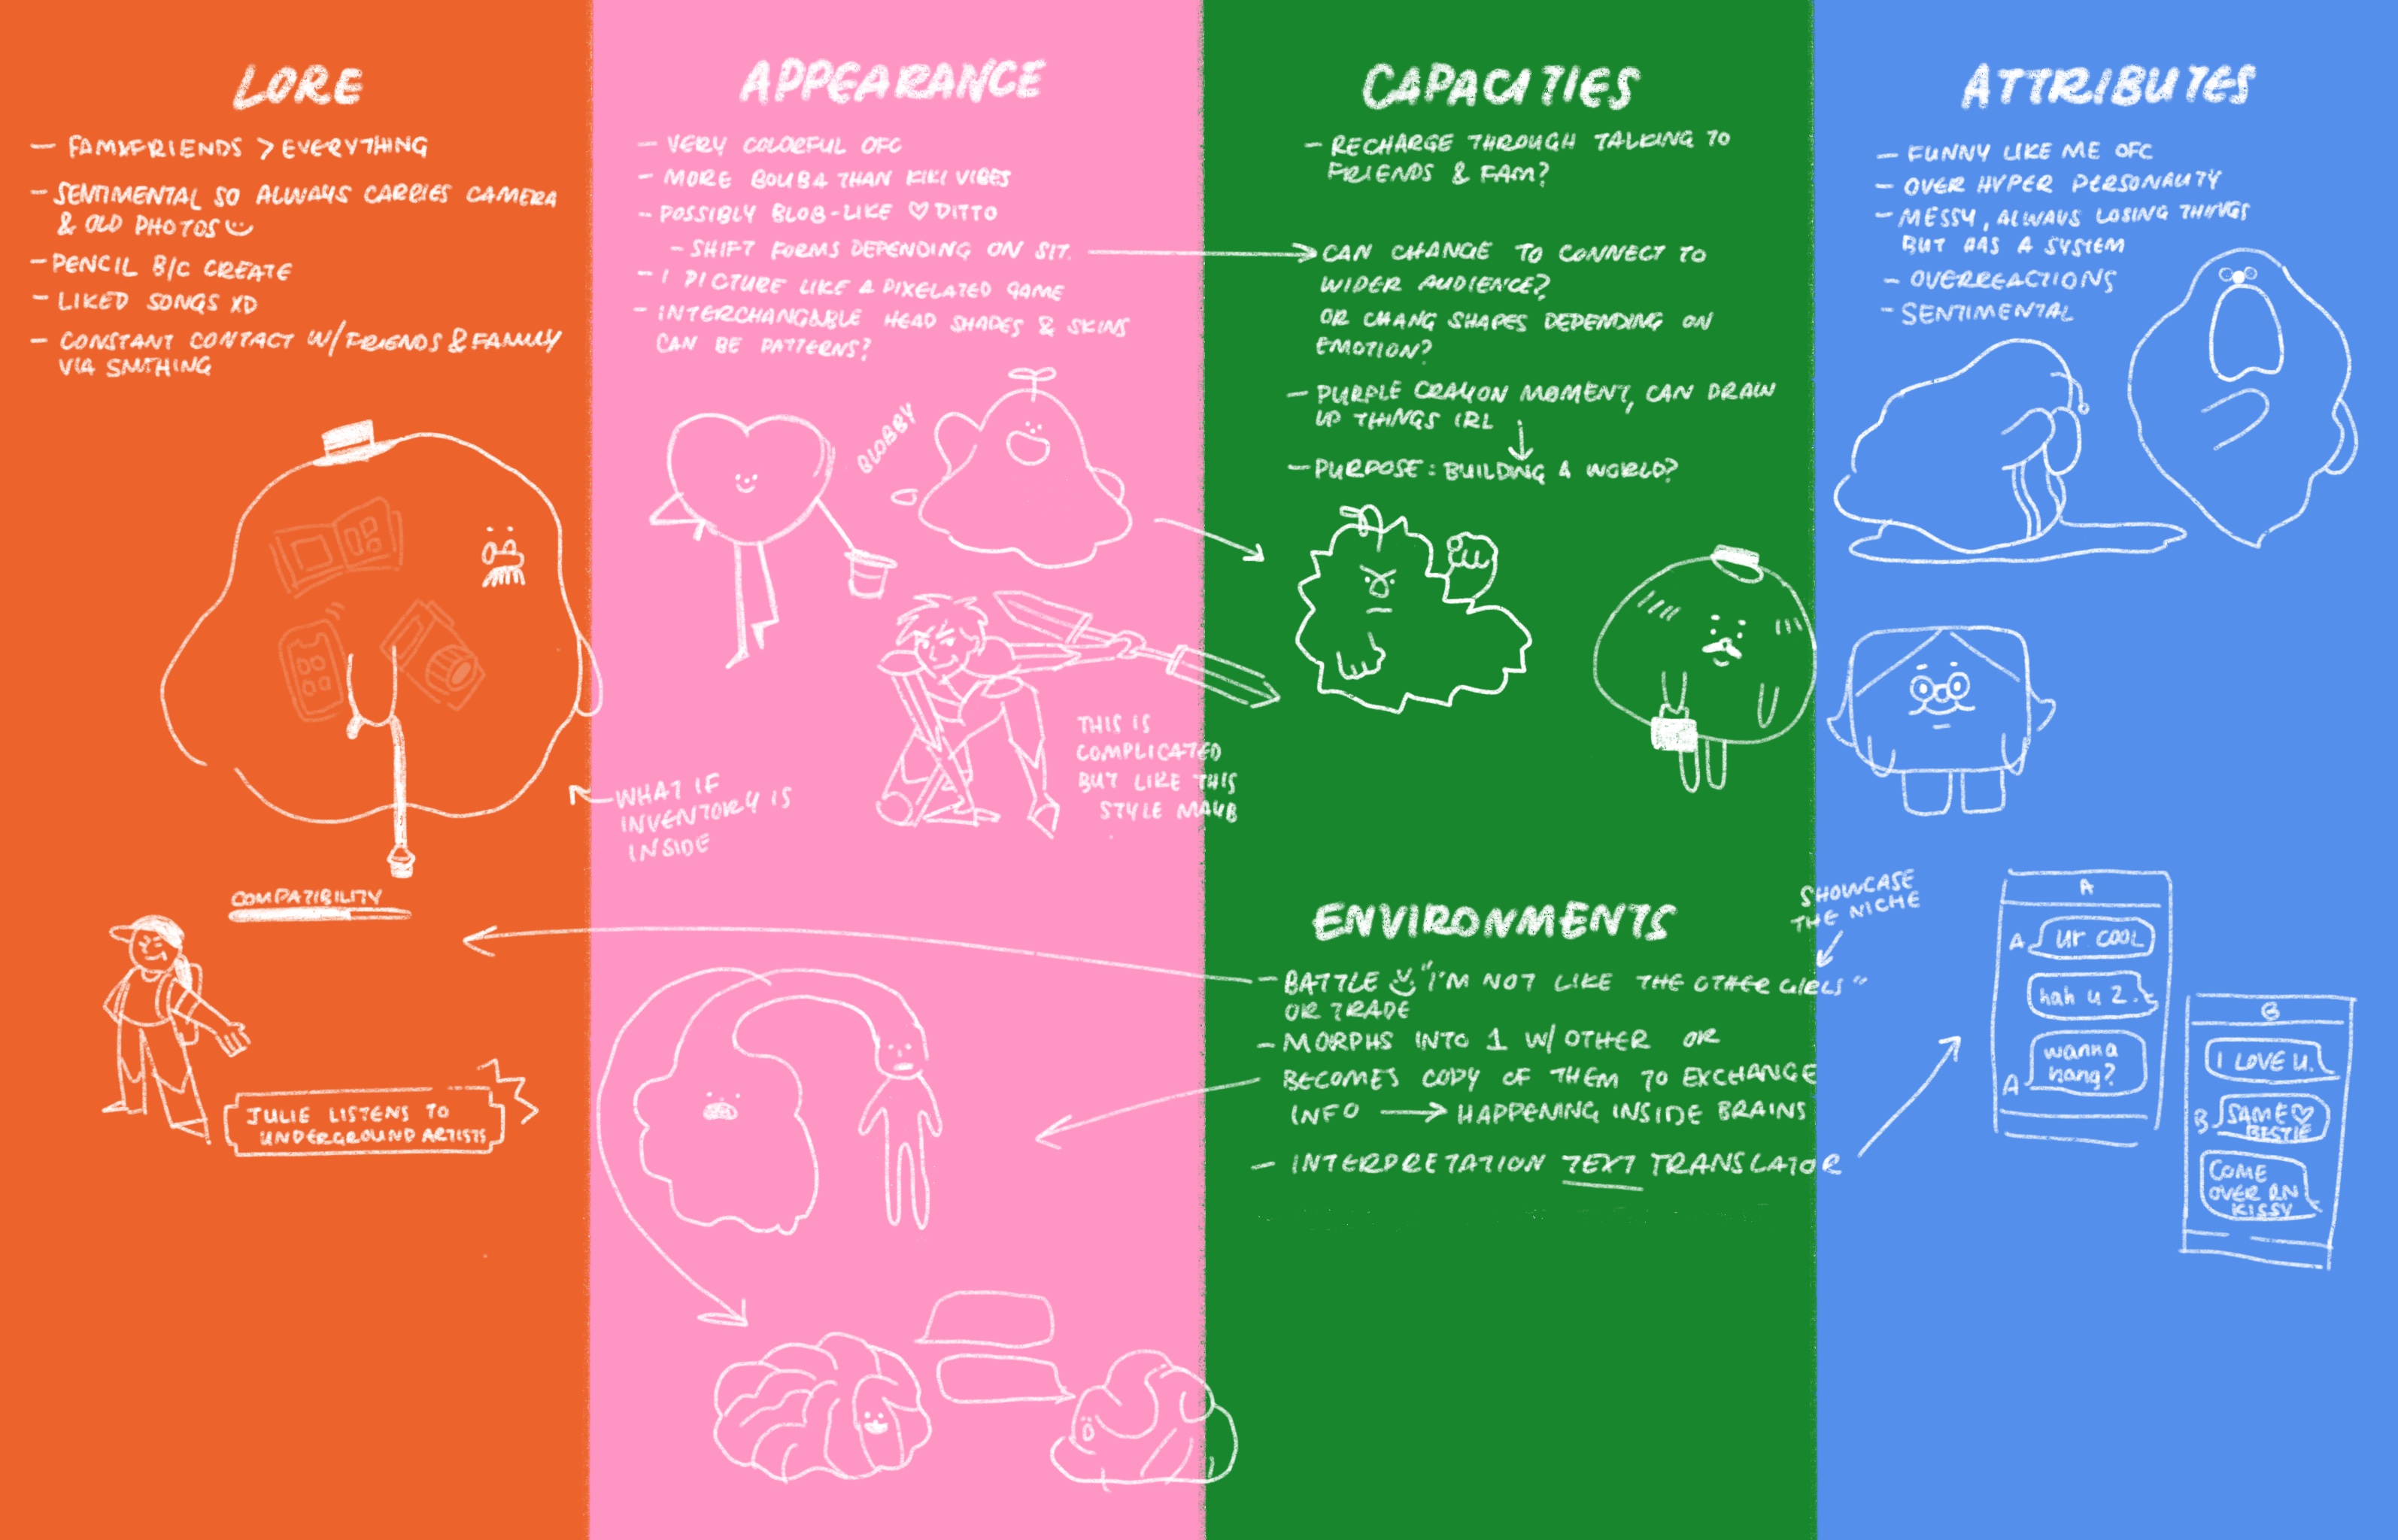 LORE
— FAM&FRIENDS > EVERYTHING
— SENTIMENTAL SO ALWAYS CARRIES CAMERA
& OLD PHOTOS
— PENCIL B/C CREATE
— LIKED SONGS XD
— CONSTANT CONTACT W/ FRIENDS & FAMILY
VIA SMTHING
COMPATIBILITY
JULIE LISTENS TO
UNDERGROUND ARTISTS
APPEARANCE
— VERY COLORFUL OFC
— MORE BOUBA THAN KIKI VIBES
— POSSIBLY BLOB-LIKE ♡ DITTO
— SHIFT FORMS DEPENDING ON SIT.
— I PICTURE LIKE A PIXELATED GAME
— INTERCHANGABLE HEAD SHAPES & SKINS
CAN BE PATTERNS?
BLOBBY
THIS IS
COMPLICATED
BUT LIKE THIS
STYLE MAYB
WHAT IF
INVENTORY IS
INSIDE
CAPACITIES
— RECHARGE THROUGH TALKING TO
FRIENDS & FAM?
CAN CHANGE TO CONNECT TO
WIDER AUDIENCE?
OR CHANG SHAPES DEPENDING ON
EMOTION?
— PURPLE CRAYON MOMENT, CAN DRAW
UP THINGS IRL
— PURPOSE: BUILDING A WORLD?
ENVIRONMENTS
— BATTLE "I'M NOT LIKE THE OTHER GIRLS"
OR TRADE
— MORPHS INTO 1 W/ OTHER OR
BECOMES COPY OF THEM TO EXCHANGE
INFO → HAPPENING INSIDE BRAINS
— INTERPRETATION TEXT TRANSLATOR
ATTRIBUTES
— FUNNY LIKE ME OFC
— OVER HYPER PERSONALITY
— MESSY, ALWAYS LOSING THINGS
BUT HAS A SYSTEM
— OVERREACTIONS
— SENTIMENTAL
SHOWCASE
THE NICHE
A
A ur cool
hah u 2.
A wanna
hang?
B
I LOVE U.
B SAME ♡
BESTIE
COME
OVER RN
KISSY